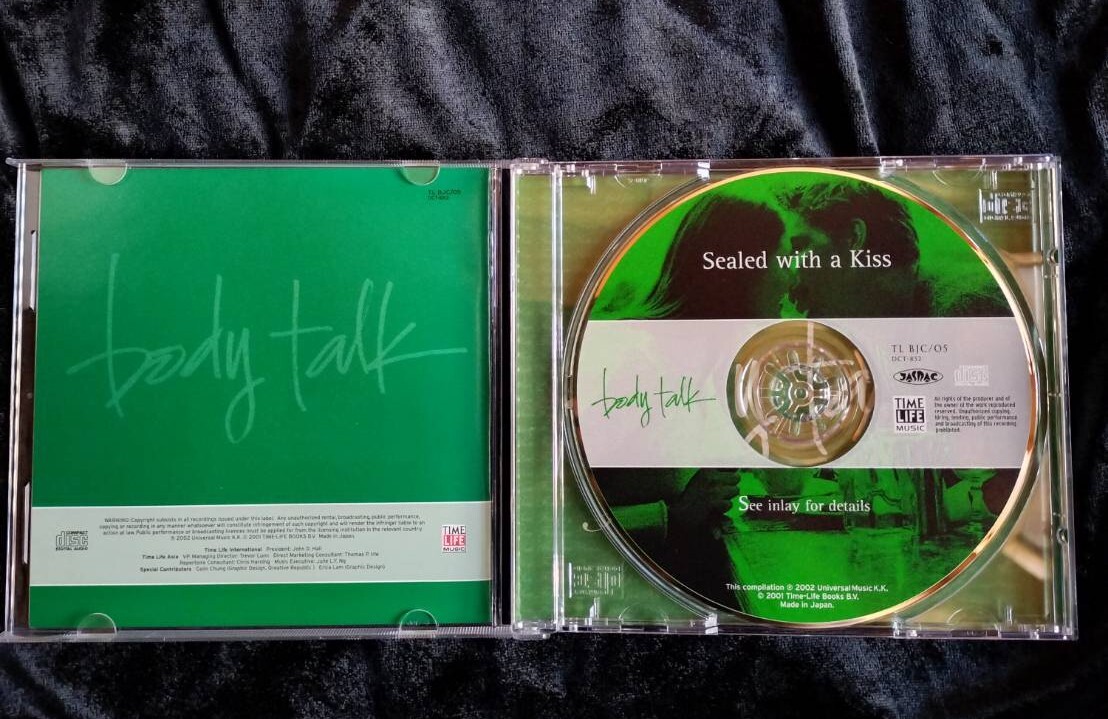 TL BJC/05
body talk
WARNING! Copyright subsists in all recordings issued under this label. Any unauthorized rental, broadcasting, public performance,
copying or recording in any manner whatsoever will constitute infringement of such copyright and will render the infringer liable to an
action at law. Public performance or broadcasting licences must be applied for from the licensing institution in the relevant country.
℗ 2002 Universal Music K.K. © 2001 TIME-LIFE BOOKS B.V. Made in Japan.
Time Life International President: John D. Hall
Time Life Asia V.P. Managing Director: Trevor Lunn Direct Marketing Consultant: Thomas P.
Repertoire Consultant: Chris Harding Music Executive: Julie L.Y. Ng
Special Contributors Colin Chung (Graphic Design, Creative Republic) Erica Lam (Graphic Design)
COMPACT
disc
DIGITAL AUDIO
TIME
LIFE
MUSIC
Sealed with a Kiss
TL BJC/05
DCT-832
JASRAC
disc
body talk
TIME
LIFE
MUSIC
All rights of the producer and of
the owner of the work reproduced
reserved. Unauthorized copying,
hiring, lending, public performance
and broadcasting of this recording
prohibited.
See inlay for details
This compilation ℗ 2002 Universal Music K.K.
© 2001 Time-Life Books B.V.
Made in Japan.